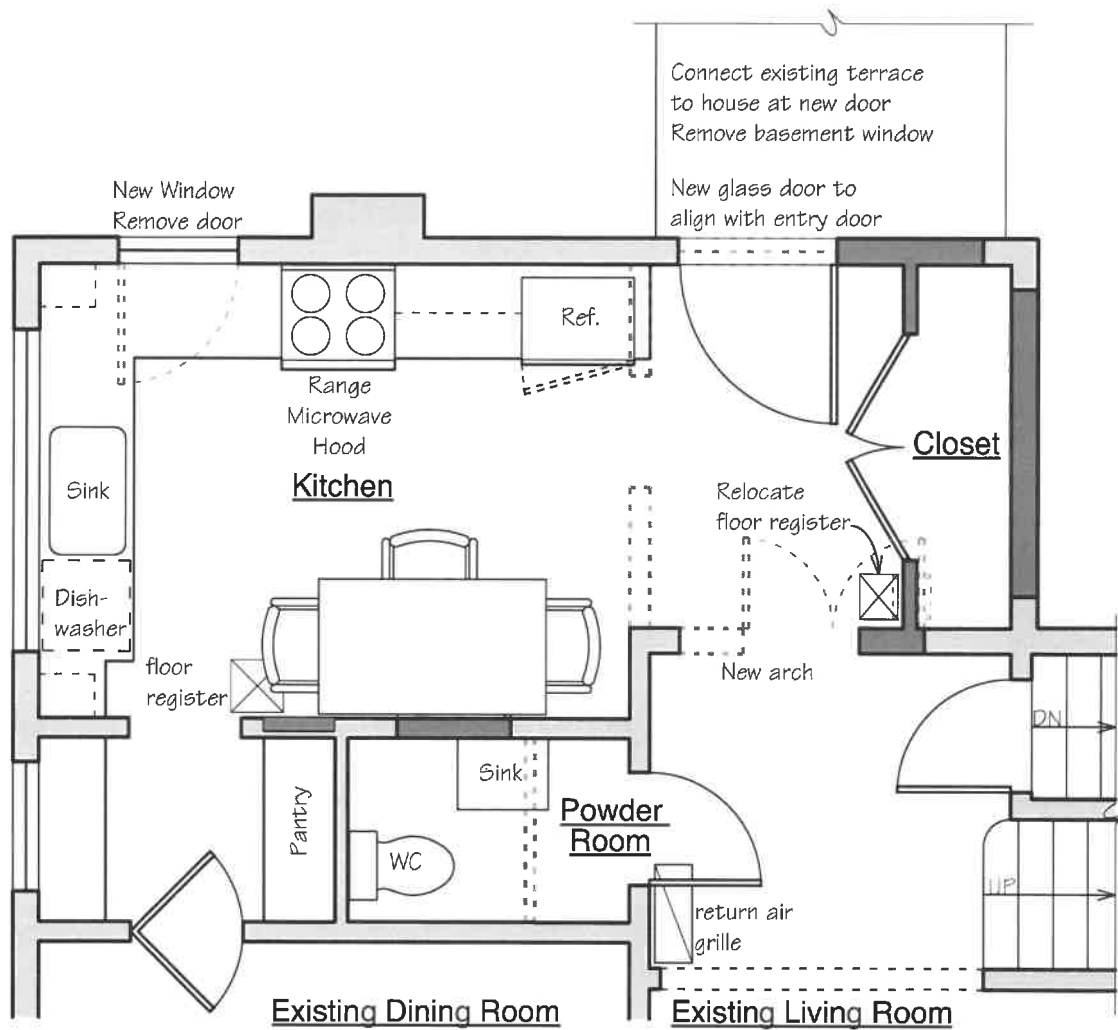 Connect existing terrace
to house at new door
Remove basement window
New glass door to
align with entry door
New Window
Remove door
Ref.
Range
Microwave
Hood
Kitchen
Closet
Sink
Relocate
floor register
Dish-
washer
floor
register
New arch
DN
Sink
Pantry
Powder
Room
WC
UP
return air
grille
Existing Dining Room
Existing Living Room